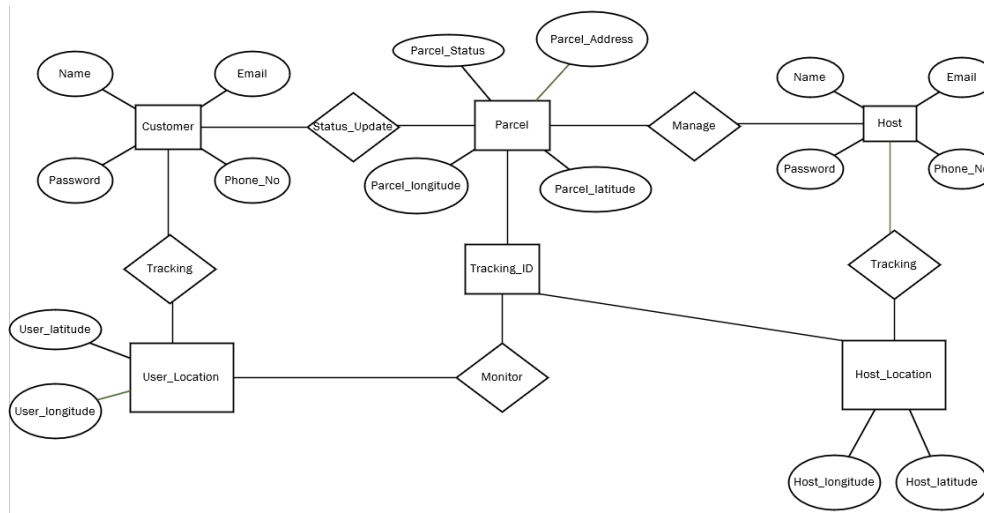 Parcel_Address
Parcel_Status
Name
Email
Name
Email
Customer
Status_Update
Parcel
Manage
Host
Password
Phone_No
Parcel_longitude
Parcel_latitude
Password
Phone_No
Tracking
Tracking_ID
Tracking
User_latitude
User_Location
Monitor
Host_Location
User_longitude
Host_longitude
Host_latitude